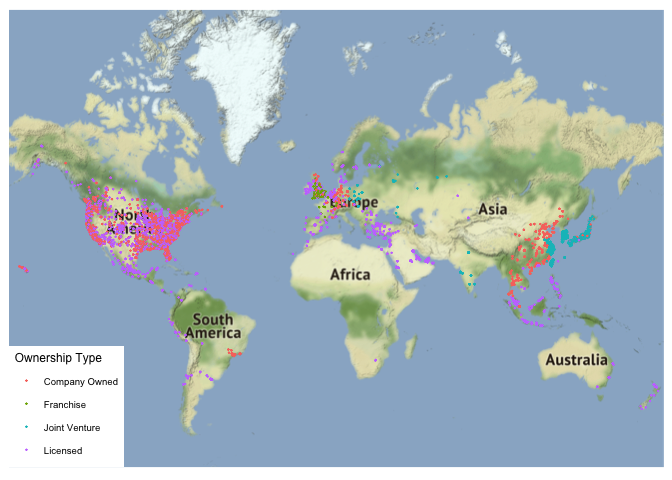 North
America
Europe
Asia
Africa
South
America
Australia
Ownership Type
Company Owned
Franchise
Joint Venture
Licensed